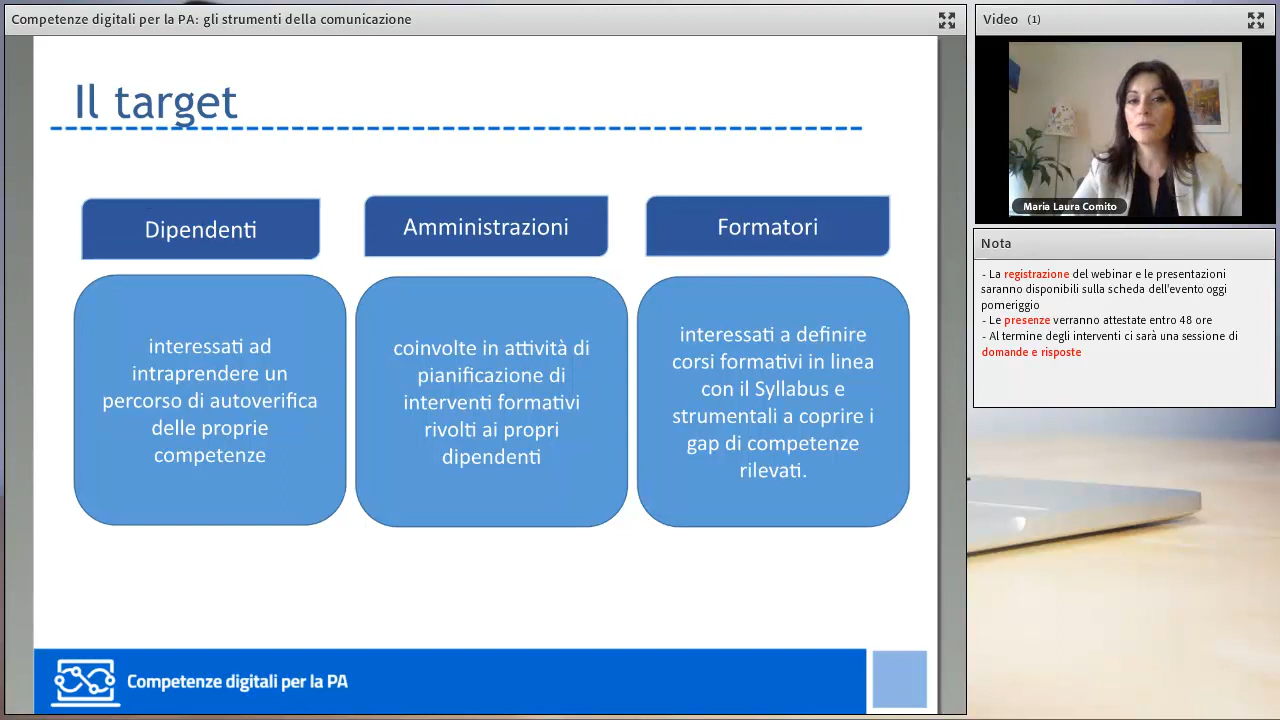 Competenze digitali per la PA: gli strumenti della comunicazione
Il target
Dipendenti
interessati ad
intraprendere un
percorso di autoverifica
delle proprie
competenze
Amministrazioni
coinvolte in attività di
pianificazione di
interventi formativi
rivolti ai propri
dipendenti
Formatori
interessati a definire
corsi formativi in linea
con il Syllabus e
strumentali a coprire i
gap di competenze
rilevati.
Competenze digitali per la PA
Video (1)
Maria Laura Comito
Nota
- La registrazione del webinar e le presentazioni
saranno disponibili sulla scheda dell'evento oggi
pomeriggio
- Le presenze verranno attestate entro 48 ore
- Al termine degli interventi ci sarà una sessione di
domande e risposte